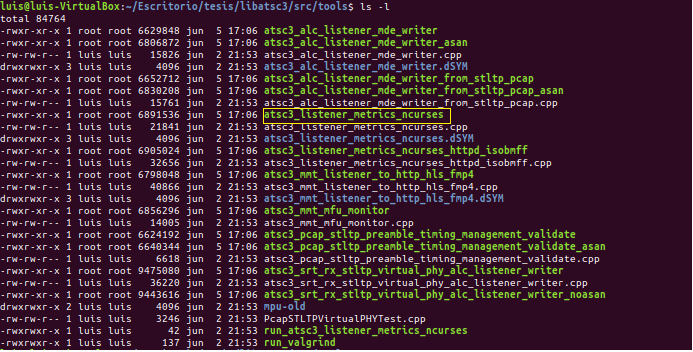 luis@luis-VirtualBox:~/Escritorio/tesis/libatsc3/src/tools$ ls -l
total 84764
-rwxr-xr-x 1 root root 6629848 jun  5 17:06 atsc3_alc_listener_mde_writer
-rwxr-xr-x 1 root root 6806872 jun  5 17:06 atsc3_alc_listener_mde_writer_asan
-rw-rw-r-- 1 luis luis   15826 jun  2 21:53 atsc3_alc_listener_mde_writer.cpp
drwxrwxr-x 3 luis luis    4096 jun  2 21:53 atsc3_alc_listener_mde_writer.dSYM
-rwxr-xr-x 1 root root 6652712 jun  5 17:06 atsc3_alc_listener_mde_writer_from_stltp_pcap
-rwxr-xr-x 1 root root 6830208 jun  5 17:06 atsc3_alc_listener_mde_writer_from_stltp_pcap_asan
-rw-rw-r-- 1 luis luis   15761 jun  2 21:53 atsc3_alc_listener_mde_writer_from_stltp_pcap.cpp
-rwxr-xr-x 1 root root 6891536 jun  5 17:06 atsc3_listener_metrics_ncurses
-rw-rw-r-- 1 luis luis   21841 jun  2 21:53 atsc3_listener_metrics_ncurses.cpp
drwxrwxr-x 3 luis luis    4096 jun  2 21:53 atsc3_listener_metrics_ncurses.dSYM
-rwxr-xr-x 1 root root 6905024 jun  5 17:06 atsc3_listener_metrics_ncurses_httpd_isobmff
-rw-rw-r-- 1 luis luis   32656 jun  2 21:53 atsc3_listener_metrics_ncurses_httpd_isobmff.cpp
-rwxr-xr-x 1 root root 6798048 jun  5 17:06 atsc3_mmt_listener_to_http_hls_fmp4
-rw-rw-r-- 1 luis luis   40866 jun  2 21:53 atsc3_mmt_listener_to_http_hls_fmp4.cpp
drwxrwxr-x 3 luis luis    4096 jun  2 21:53 atsc3_mmt_listener_to_http_hls_fmp4.dSYM
-rwxr-xr-x 1 root root 6856296 jun  5 17:06 atsc3_mmt_mfu_monitor
-rw-rw-r-- 1 luis luis   14005 jun  2 21:53 atsc3_mmt_mfu_monitor.cpp
-rwxr-xr-x 1 root root 6624192 jun  5 17:06 atsc3_pcap_stltp_preamble_timing_management_validate
-rwxr-xr-x 1 root root 6640344 jun  5 17:06 atsc3_pcap_stltp_preamble_timing_management_validate_asan
-rw-rw-r-- 1 luis luis    6618 jun  2 21:53 atsc3_pcap_stltp_preamble_timing_management_validate.cpp
-rwxr-xr-x 1 root root 9475080 jun  5 17:06 atsc3_srt_rx_stltp_virtual_phy_alc_listener_writer
-rw-rw-r-- 1 luis luis   36220 jun  2 21:53 atsc3_srt_rx_stltp_virtual_phy_alc_listener_writer.cpp
-rwxr-xr-x 1 root root 9443616 jun  5 17:06 atsc3_srt_rx_stltp_virtual_phy_alc_listener_writer_noasan
drwxrwxr-x 2 luis luis    4096 jun  2 21:53 mpu-old
-rw-rw-r-- 1 luis luis    3246 jun  2 21:53 PcapSTLTPVirtualPHYTest.cpp
-rwxrwxr-x 1 luis luis      42 jun  2 21:53 run_atsc3_listener_metrics_ncurses
-rwxrwxr-x 1 luis luis     137 jun  2 21:53 run_valgrind